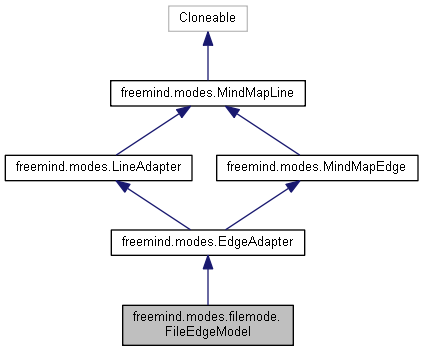 Cloneable
freemind.modes.MindMapLine
freemind.modes.LineAdapter
freemind.modes.MindMapEdge
freemind.modes.EdgeAdapter
freemind.modes.filemode.
FileEdgeModel